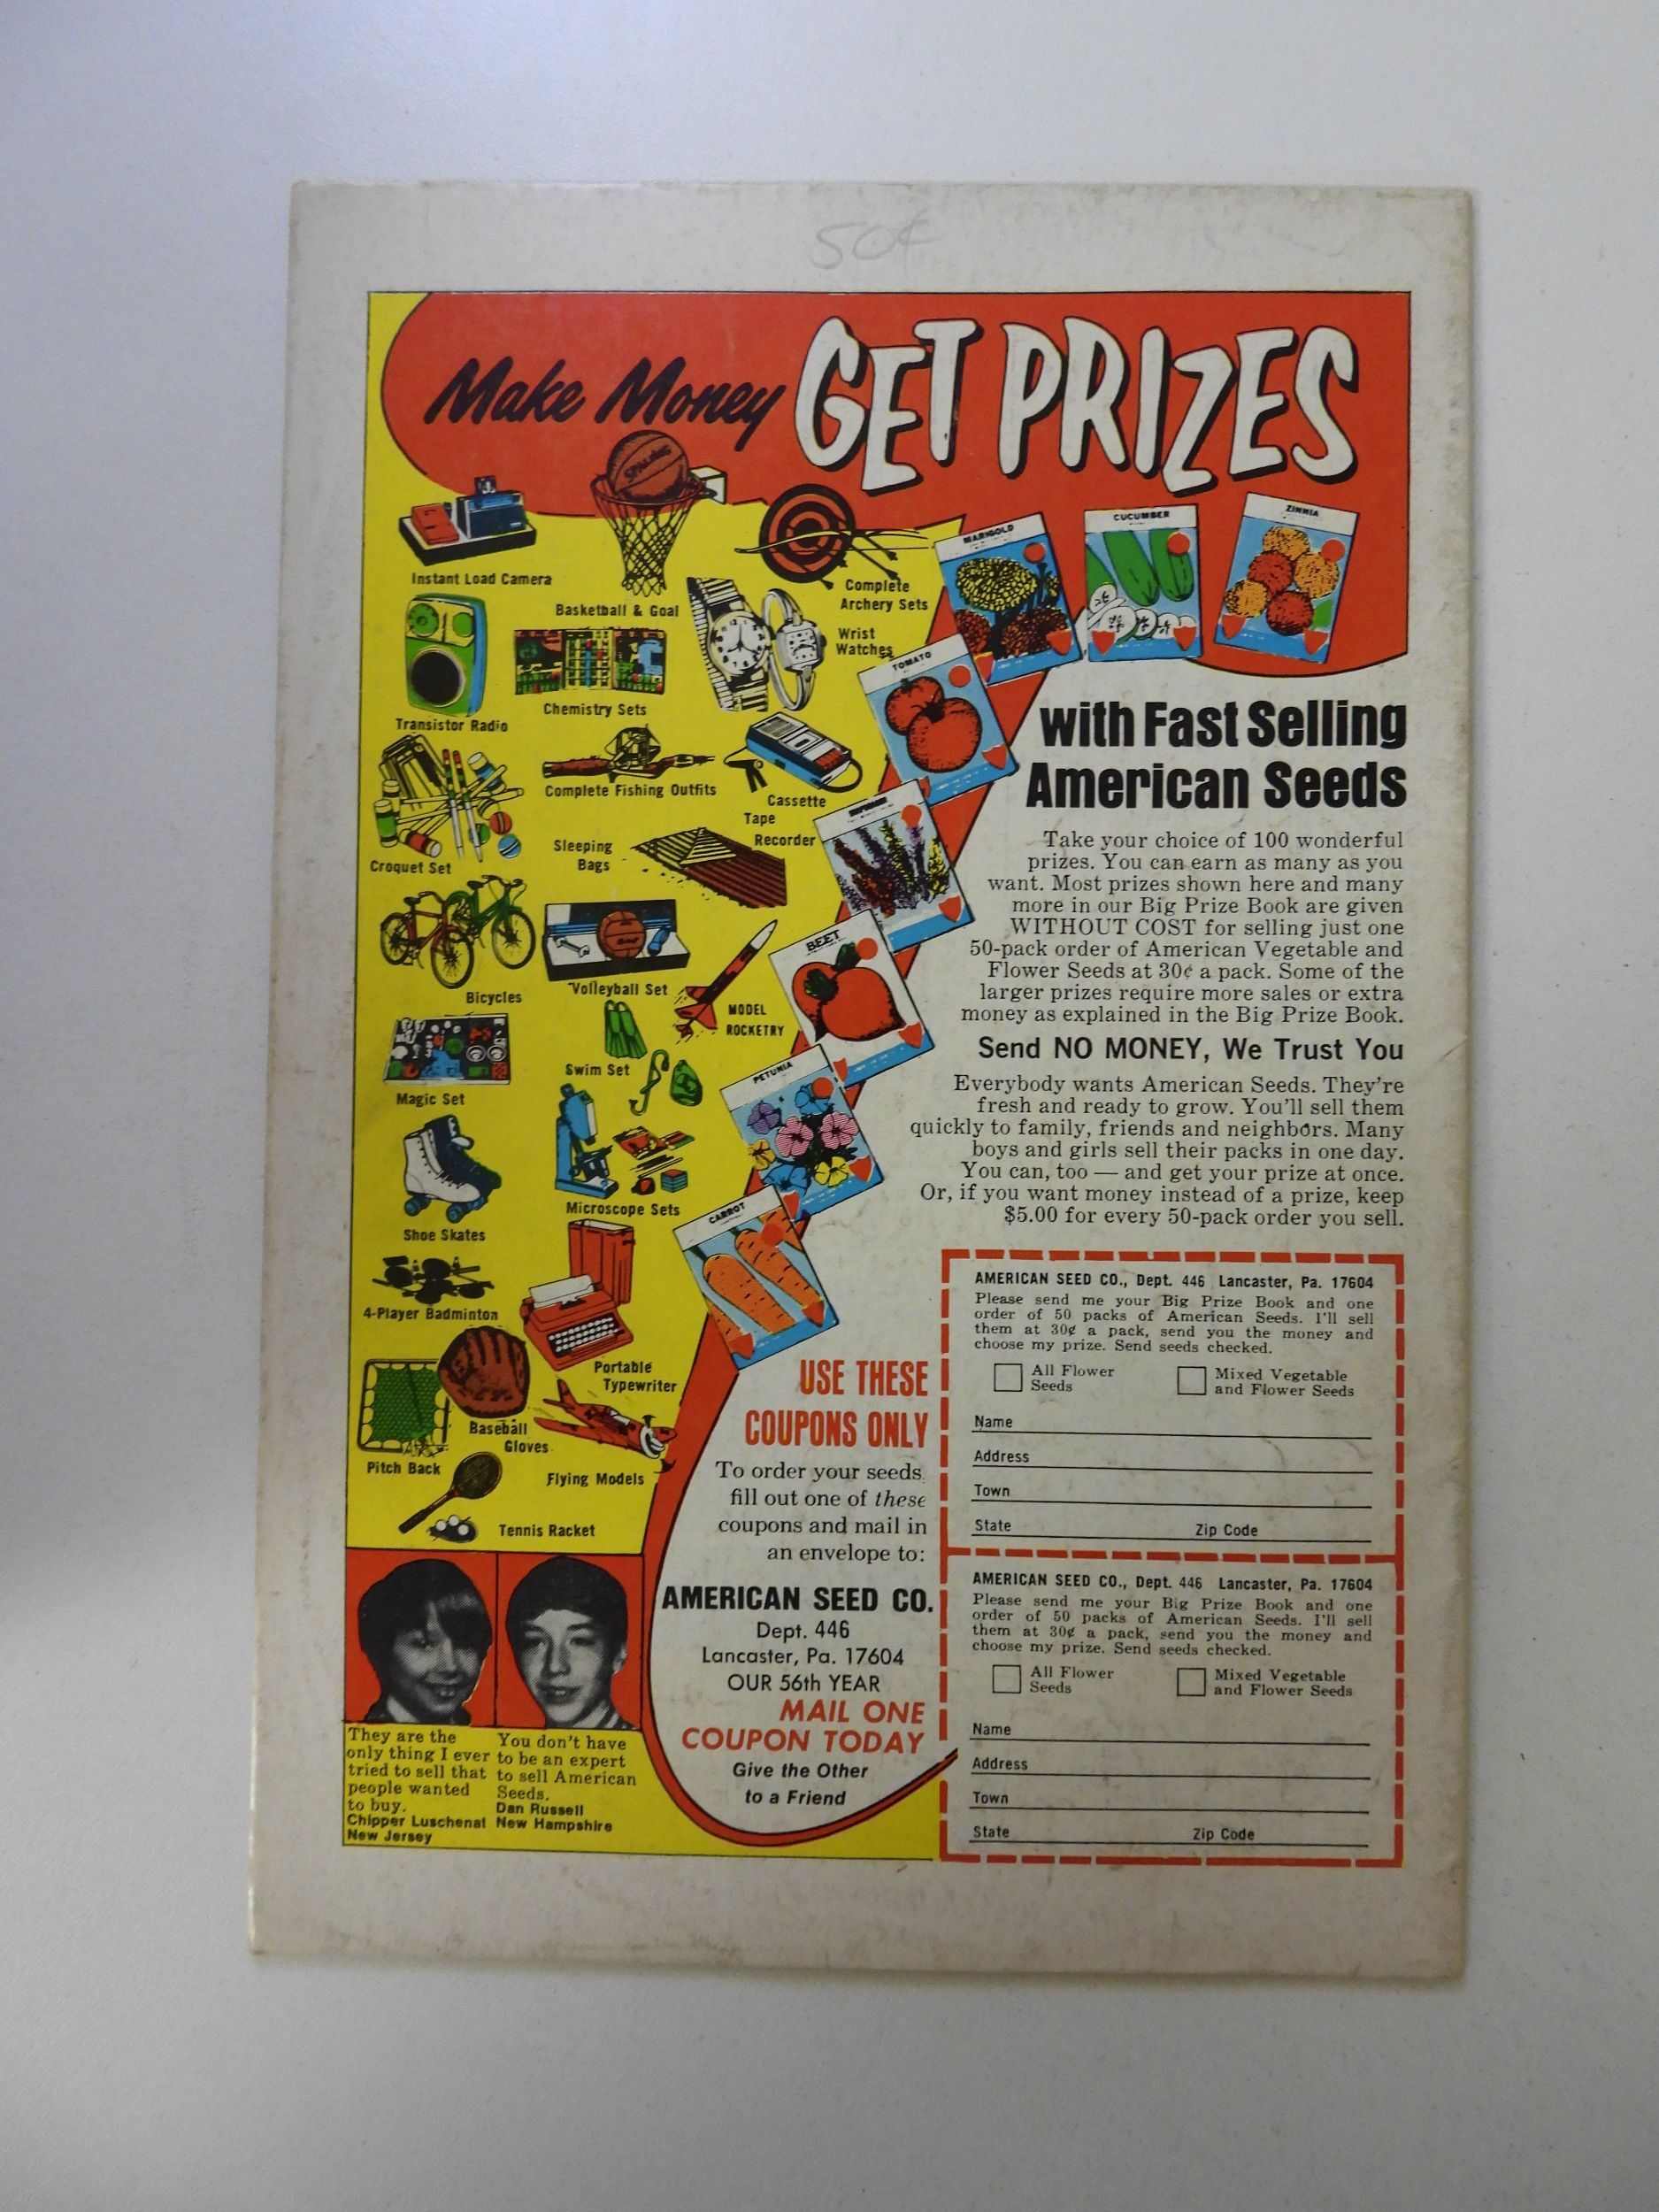 50¢
Make Money GET PRIZES
SPALDING
Instant Load Camera
Basketball & Goal
Complete
Archery Sets
Wrist
Watches
Transistor Radio
Chemistry Sets
Complete Fishing Outfits
Cassette
Tape
Recorder
Croquet Set
Sleeping
Bags
Bicycles
Volleyball Set
MODEL
ROCKETRY
Magic Set
Swim Set
Microscope Sets
Shoe Skates
4-Player Badminton
Portable
Typewriter
Baseball
Gloves
Pitch Back
Flying Models
Tennis Racket
MARIGOLD
CUCUMBER
ZINNIA
TOMATO
BEET
PETUNIA
CARROT
with Fast Selling
American Seeds
Take your choice of 100 wonderful
prizes. You can earn as many as you
want. Most prizes shown here and many
more in our Big Prize Book are given
WITHOUT COST for selling just one
50-pack order of American Vegetable and
Flower Seeds at 30¢ a pack. Some of the
larger prizes require more sales or extra
money as explained in the Big Prize Book.
Send NO MONEY, We Trust You
Everybody wants American Seeds. They're
fresh and ready to grow. You'll sell them
quickly to family, friends and neighbors. Many
boys and girls sell their packs in one day.
You can, too — and get your prize at once.
Or, if you want money instead of a prize, keep
$5.00 for every 50-pack order you sell.
USE THESE
COUPONS ONLY
To order your seeds
fill out one of these
coupons and mail in
an envelope to:
AMERICAN SEED CO.
Dept. 446
Lancaster, Pa. 17604
OUR 56th YEAR
MAIL ONE
COUPON TODAY
Give the Other
to a Friend
They are the
only thing I ever
tried to sell that
people wanted
to buy.
Chipper Luschenat
New Jersey
You don't have
to be an expert
to sell American
Seeds.
Dan Russell
New Hampshire
AMERICAN SEED CO., Dept. 446 Lancaster, Pa. 17604
Please send me your Big Prize Book and one
order of 50 packs of American Seeds. I'll sell
them at 30¢ a pack, send you the money and
choose my prize. Send seeds checked.
All Flower
Seeds
Mixed Vegetable
and Flower Seeds
Name
Address
Town
State Zip Code
AMERICAN SEED CO., Dept. 446 Lancaster, Pa. 17604
Please send me your Big Prize Book and one
order of 50 packs of American Seeds. I'll sell
them at 30¢ a pack, send you the money and
choose my prize. Send seeds checked.
All Flower
Seeds
Mixed Vegetable
and Flower Seeds
Name
Address
Town
State Zip Code